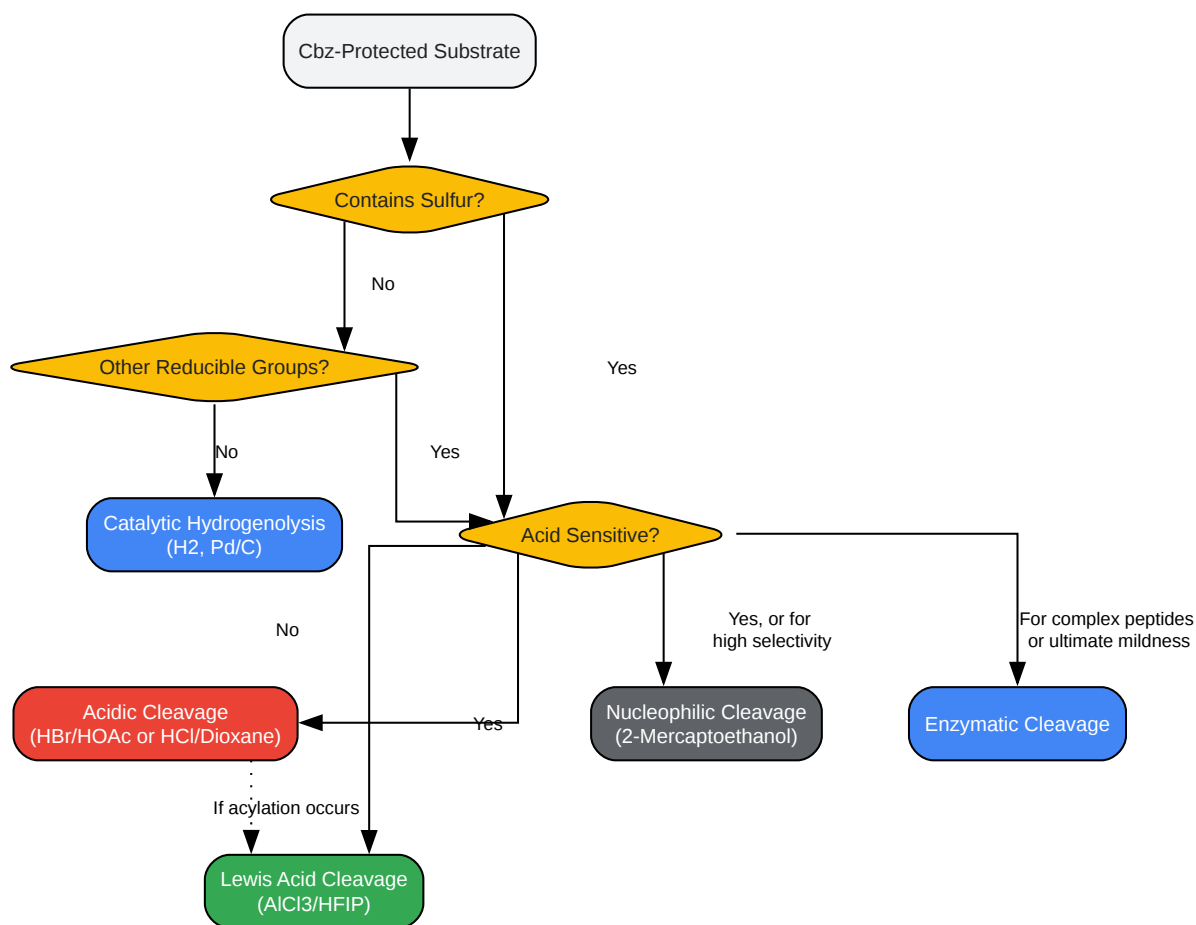 Cbz-Protected Substrate
Contains Sulfur?
No
Other Reducible Groups?
Yes
No
Yes
Catalytic Hydrogenolysis
(H2, Pd/C)
Acid Sensitive?
No
Yes, or for
high selectivity
For complex peptides
or ultimate mildness
Acidic Cleavage
(HBr/HOAc or HCl/Dioxane)
Yes
Nucleophilic Cleavage
(2-Mercaptoethanol)
Enzymatic Cleavage
If acylation occurs
Lewis Acid Cleavage
(AlCl3/HFIP)